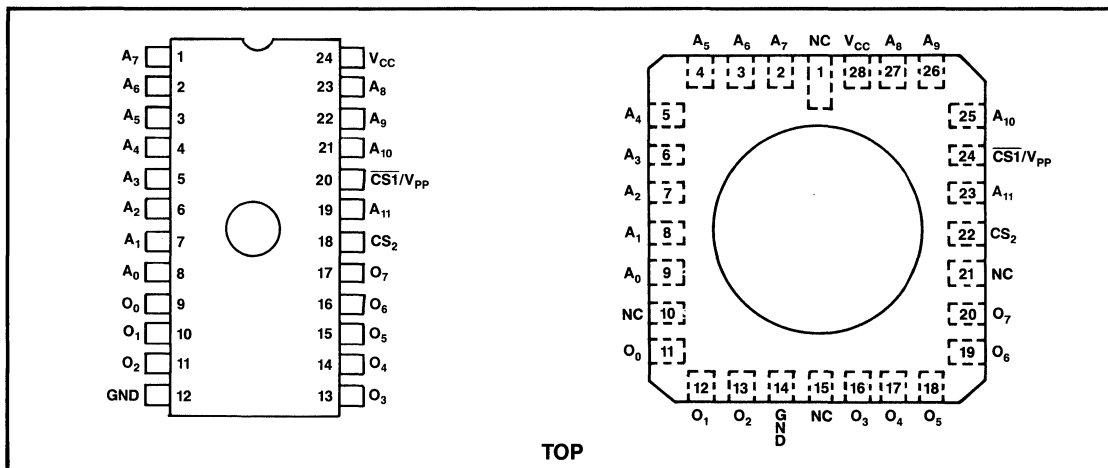 A7 1 24 VCC
A6 2 23 A8
A5 3 22 A9
A4 4 21 A10
A3 5 20 CS1/VPP
A2 6 19 A11
A1 7 18 CS2
A0 8 17 O7
O0 9 16 O6
O1 10 15 O5
O2 11 14 O4
GND 12 13 O3
A5 A6 A7 NC VCC A8 A9
4 3 2 1 28 27 26
A4 5 25 A10
A3 6 24 CS1/VPP
A2 7 23 A11
A1 8 22 CS2
A0 9 21 NC
NC 10 20 O7
O0 11 19 O6
12 13 14 15 16 17 18
O1 O2 GND NC O3 O4 O5
TOP